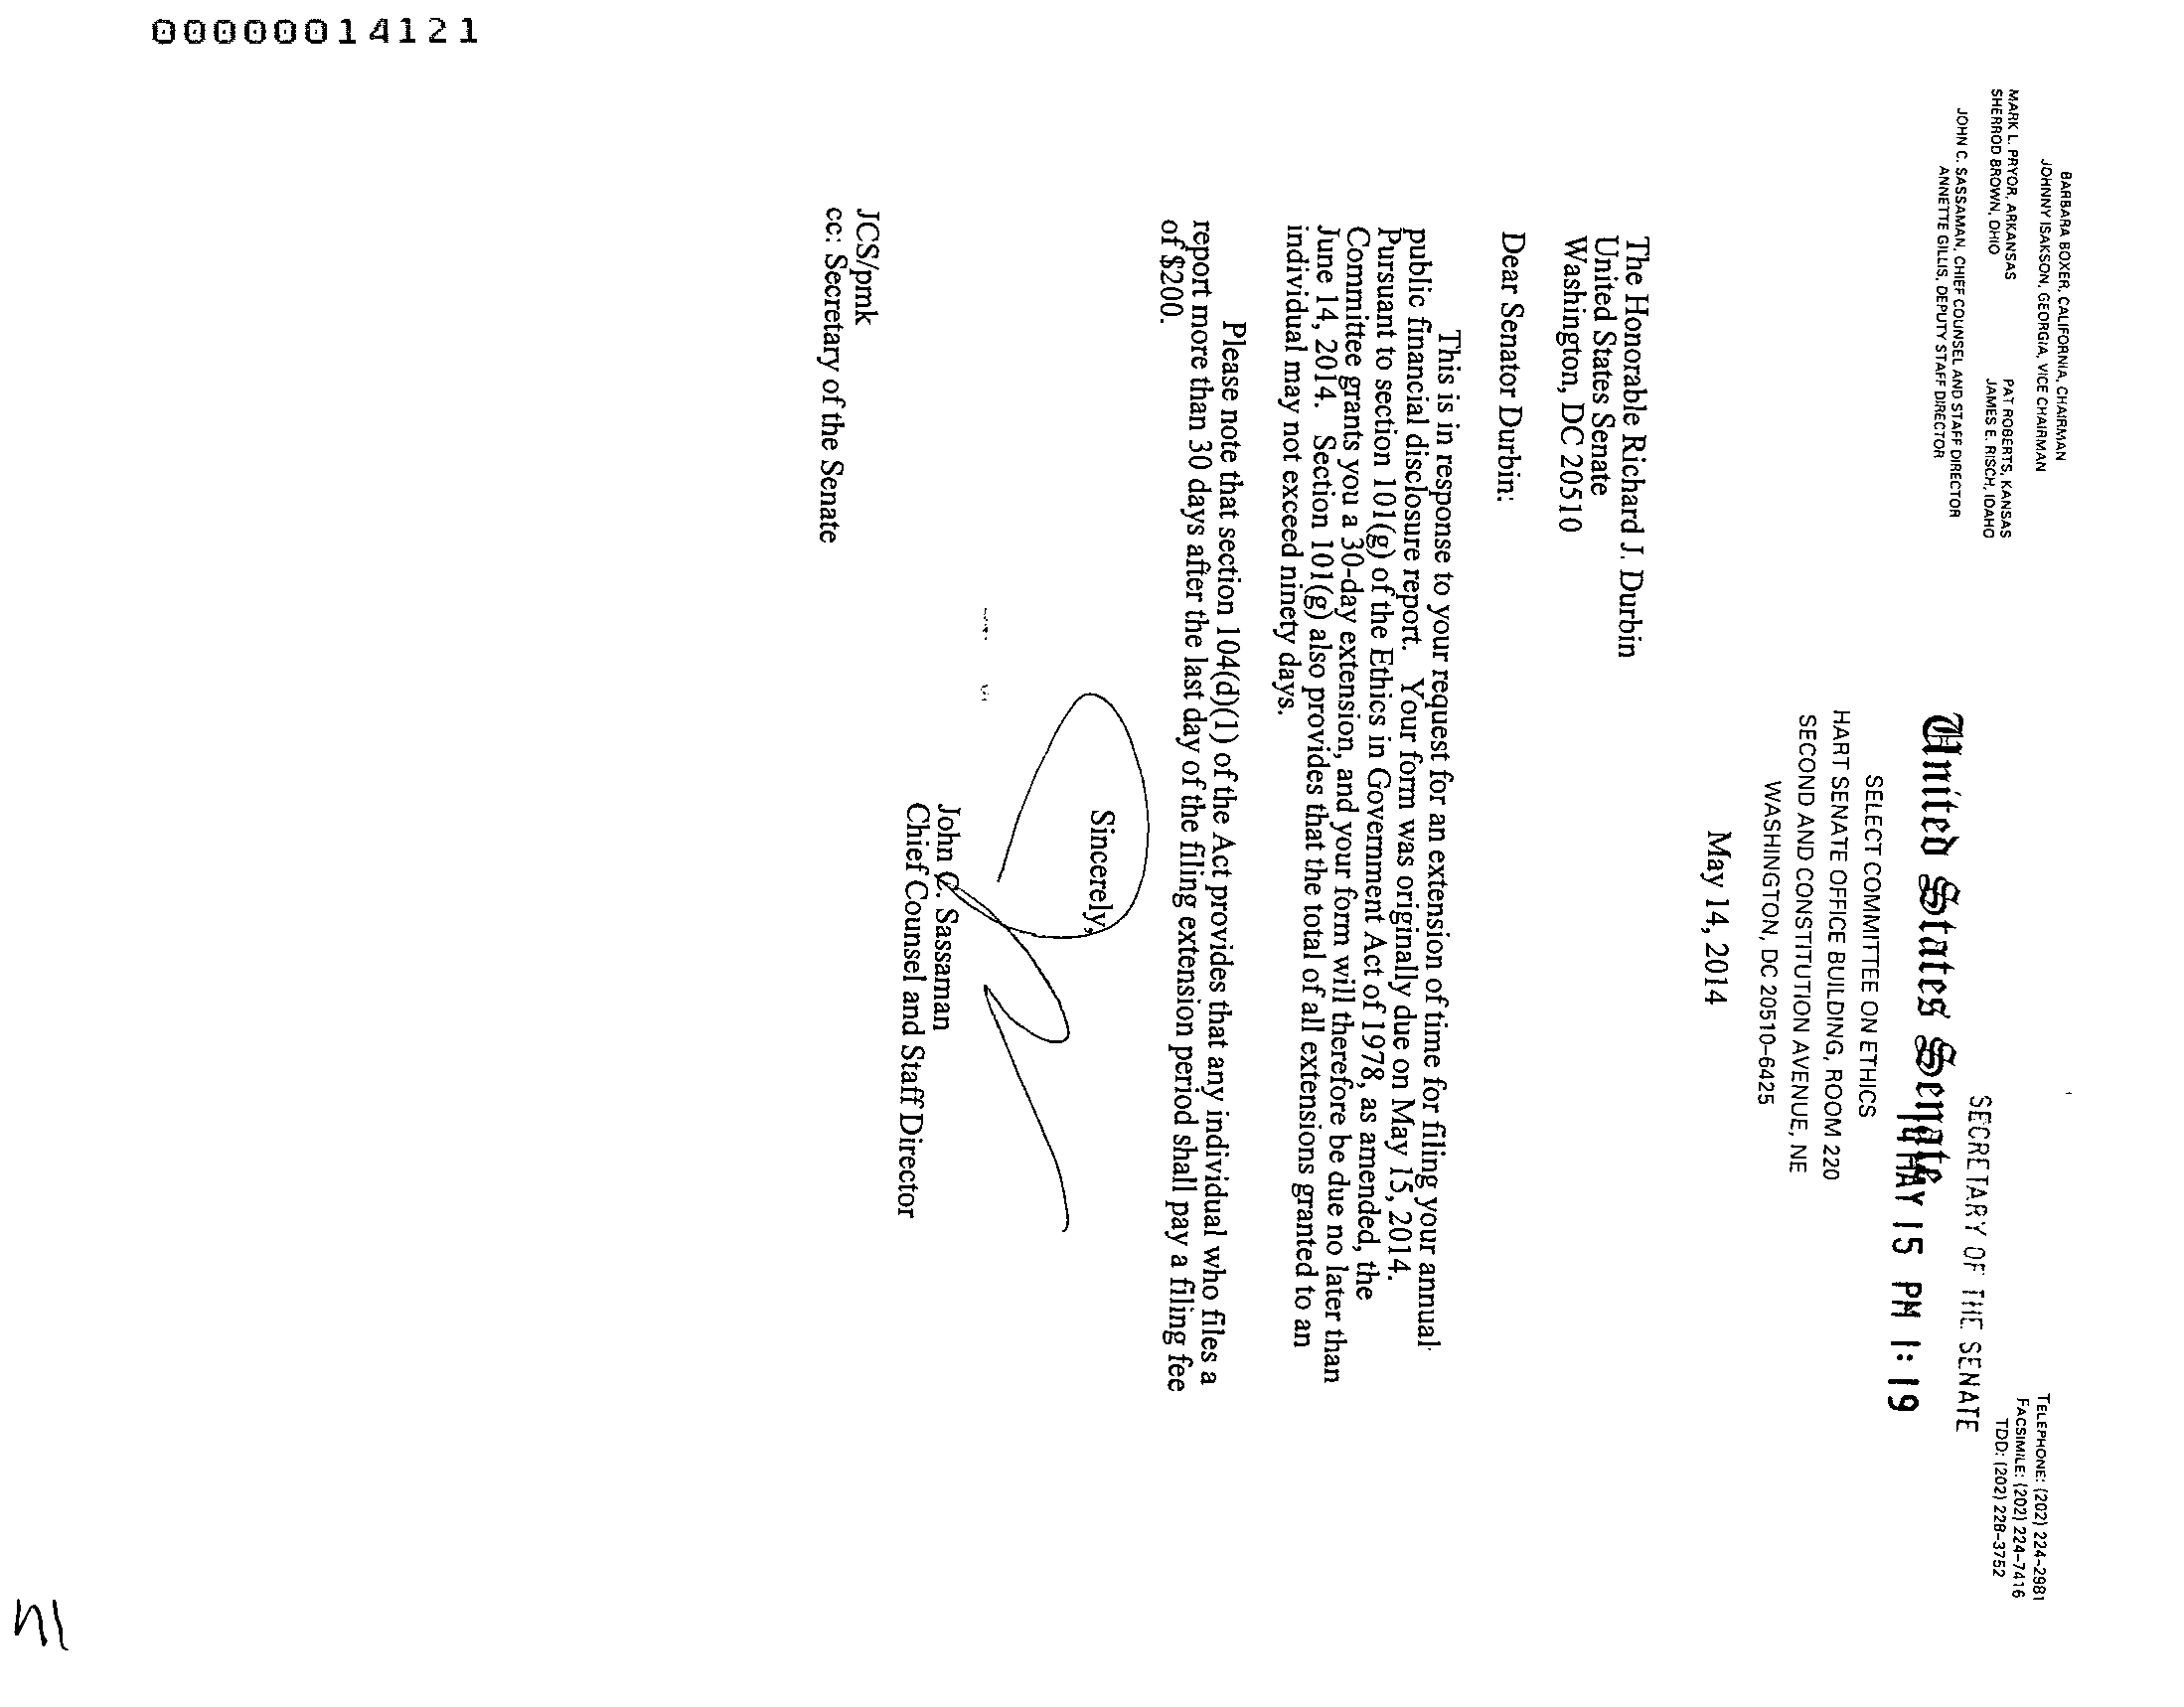 00000014121
BARBARA BOXER, CALIFORNIA, CHAIRMAN
JOHNNY ISAKSON, GEORGIA, VICE CHAIRMAN
MARK L. PRYOR, ARKANSAS PAT ROBERTS, KANSAS
SHERROD BROWN, OHIO JAMES E. RISCH, IDAHO
JOHN C. SASSAMAN, CHIEF COUNSEL AND STAFF DIRECTOR
ANNETTE GILLIS, DEPUTY STAFF DIRECTOR
TELEPHONE: (202) 224–2981
FACSIMILE: (202) 224–7416
TDD: (202) 228–3752
SECRETARY OF THE SENATE
United States Senate
14 MAY 15 PM 1:19
SELECT COMMITTEE ON ETHICS
HART SENATE OFFICE BUILDING, ROOM 220
SECOND AND CONSTITUTION AVENUE, NE
WASHINGTON, DC 20510–6425
May 14, 2014
The Honorable Richard J. Durbin
United States Senate
Washington, DC 20510
Dear Senator Durbin:
This is in response to your request for an extension of time for filing your annual
public financial disclosure report. Your form was originally due on May 15, 2014.
Pursuant to section 101(g) of the Ethics in Government Act of 1978, as amended, the
Committee grants you a 30-day extension, and your form will therefore be due no later than
June 14, 2014. Section 101(g) also provides that the total of all extensions granted to an
individual may not exceed ninety days.
Please note that section 104(d)(1) of the Act provides that any individual who files a
report more than 30 days after the last day of the filing extension period shall pay a filing fee
of $200.
Sincerely,
John C. Sassaman
Chief Counsel and Staff Director
JCS/pmk
cc: Secretary of the Senate